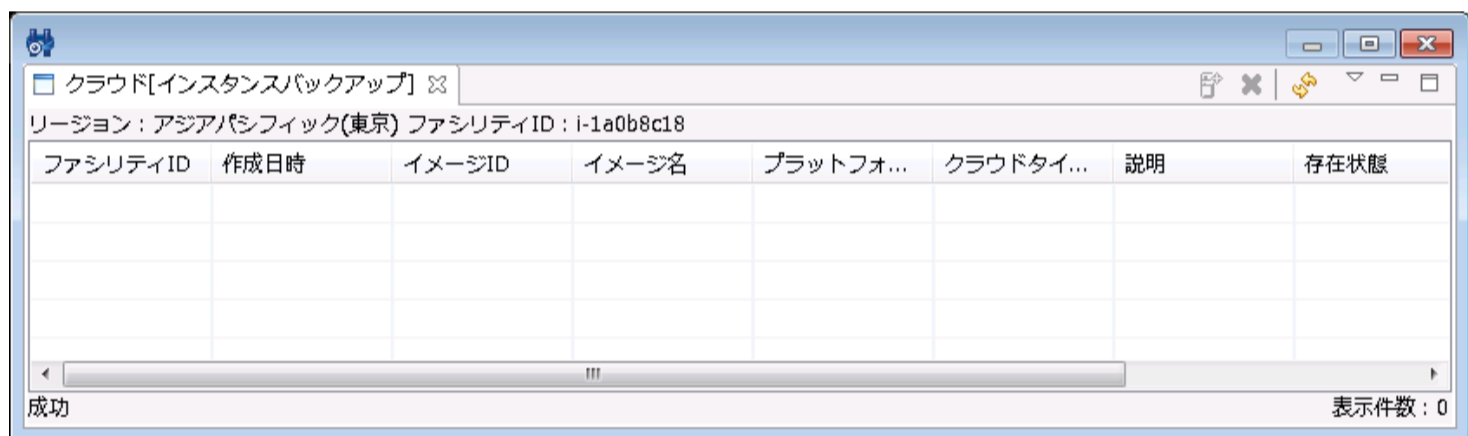 クラウド[インスタンスバックアップ]
リージョン：アジアパシフィック(東京) ファシリティID：i-1a0b8c18
ファシリティID 作成日時 イメージID イメージ名 プラットフォ... クラウドタイ... 説明 存在状態
成功 表示件数：0